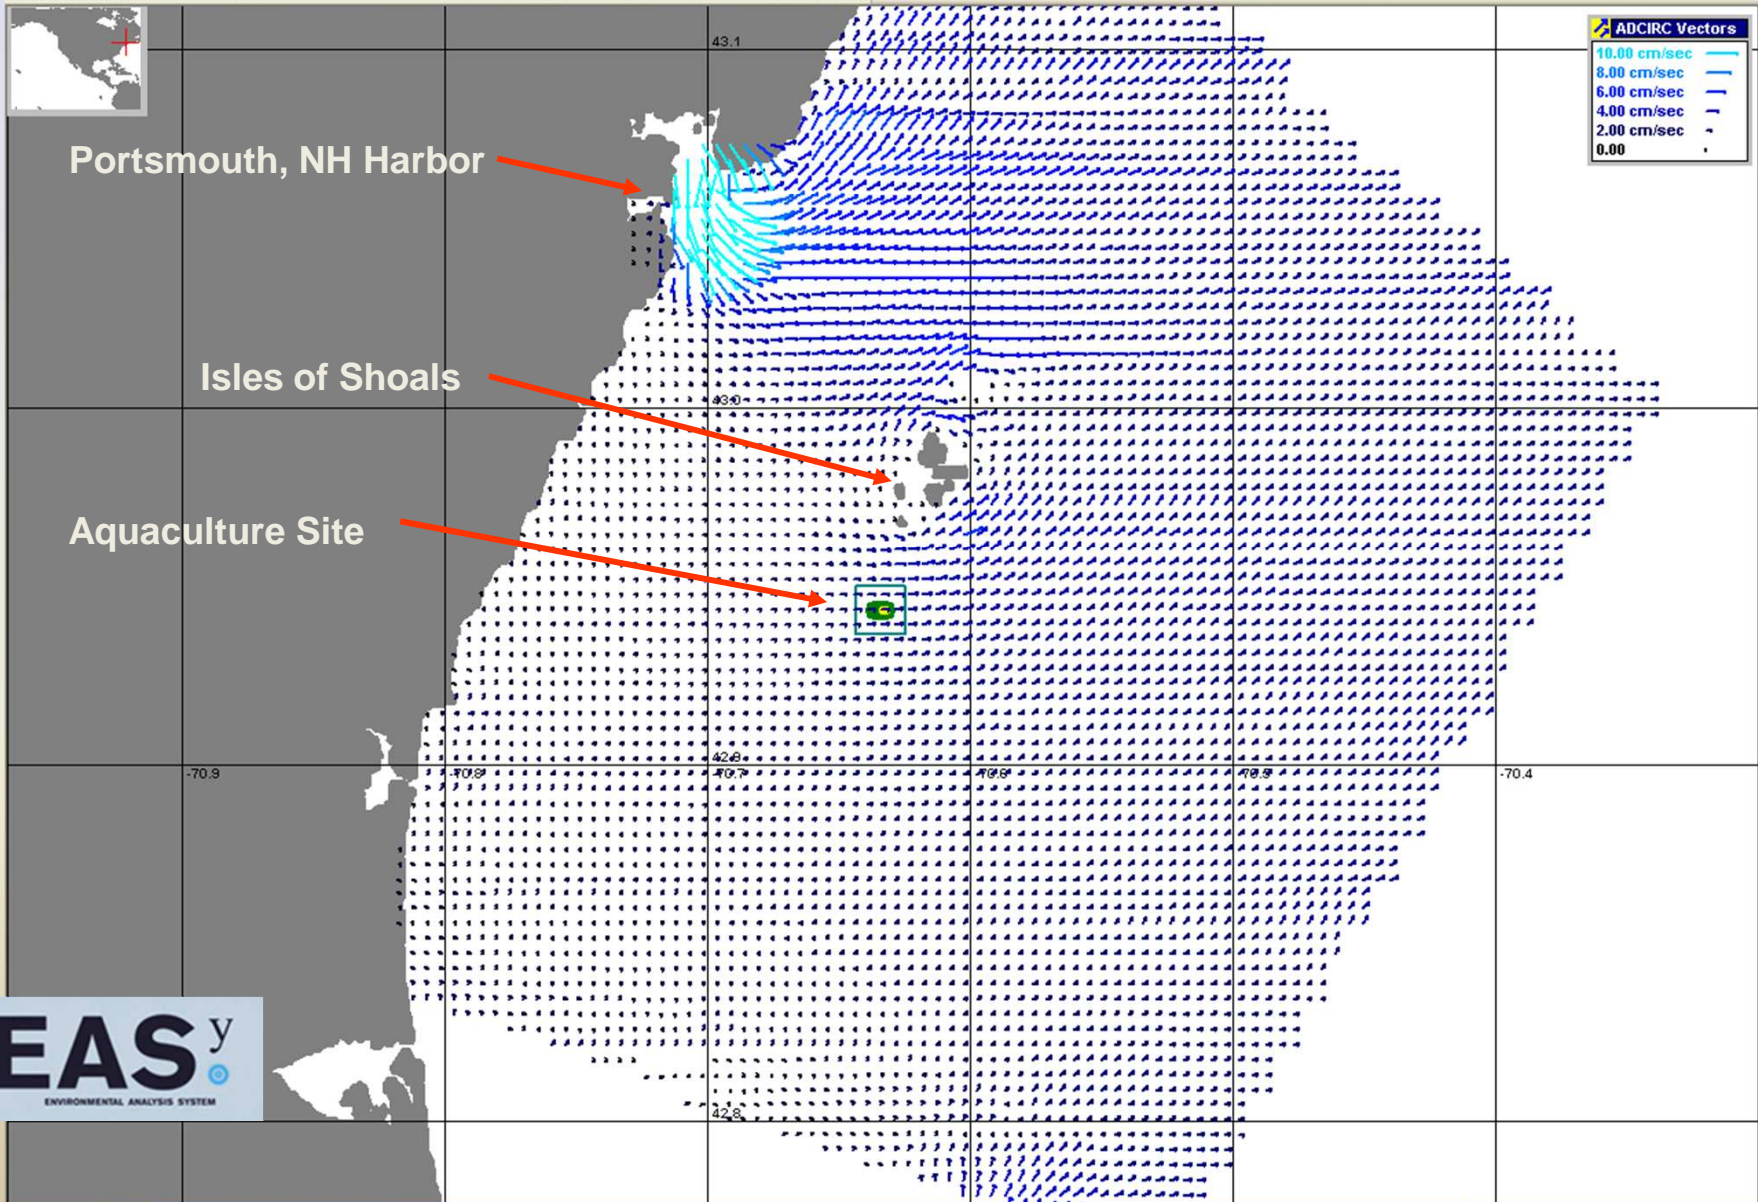 43.1
ADCIRC Vectors
10.00 cm/sec
8.00 cm/sec
6.00 cm/sec
4.00 cm/sec
2.00 cm/sec
0.00
Portsmouth, NH Harbor
Isles of Shoals
43.0
Aquaculture Site
42.9
-70.9
-70.8
-70.7
-70.6
-70.5
-70.4
EASy
ENVIRONMENTAL ANALYSIS SYSTEM
42.8